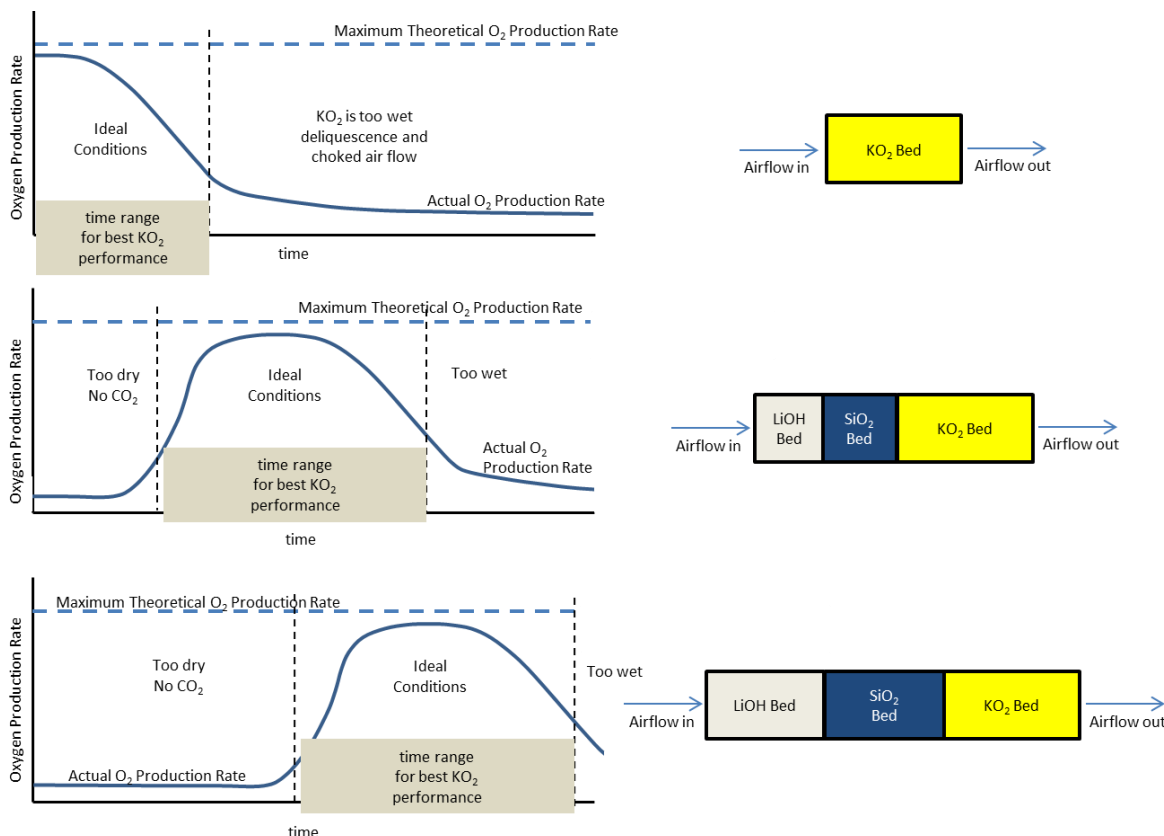 Oxygen Production Rate
Maximum Theoretical O₂ Production Rate
Ideal
Conditions
KO₂ is too wet
deliquescence and
choked air flow
Actual O₂ Production Rate
time range
for best KO₂
performance
time
Airflow in
KO₂ Bed
Airflow out
Oxygen Production Rate
Maximum Theoretical O₂ Production Rate
Too dry
No CO₂
Ideal
Conditions
Too wet
Actual O₂
Production Rate
time range
for best KO₂
performance
time
Airflow in
LiOH
Bed
SiO₂
Bed
KO₂ Bed
Airflow out
Oxygen Production Rate
Maximum Theoretical O₂ Production Rate
Too dry
No CO₂
Ideal
Conditions
Too wet
Actual O₂ Production Rate
time range
for best KO₂
performance
time
Airflow in
LiOH Bed
SiO₂
Bed
KO₂ Bed
Airflow out